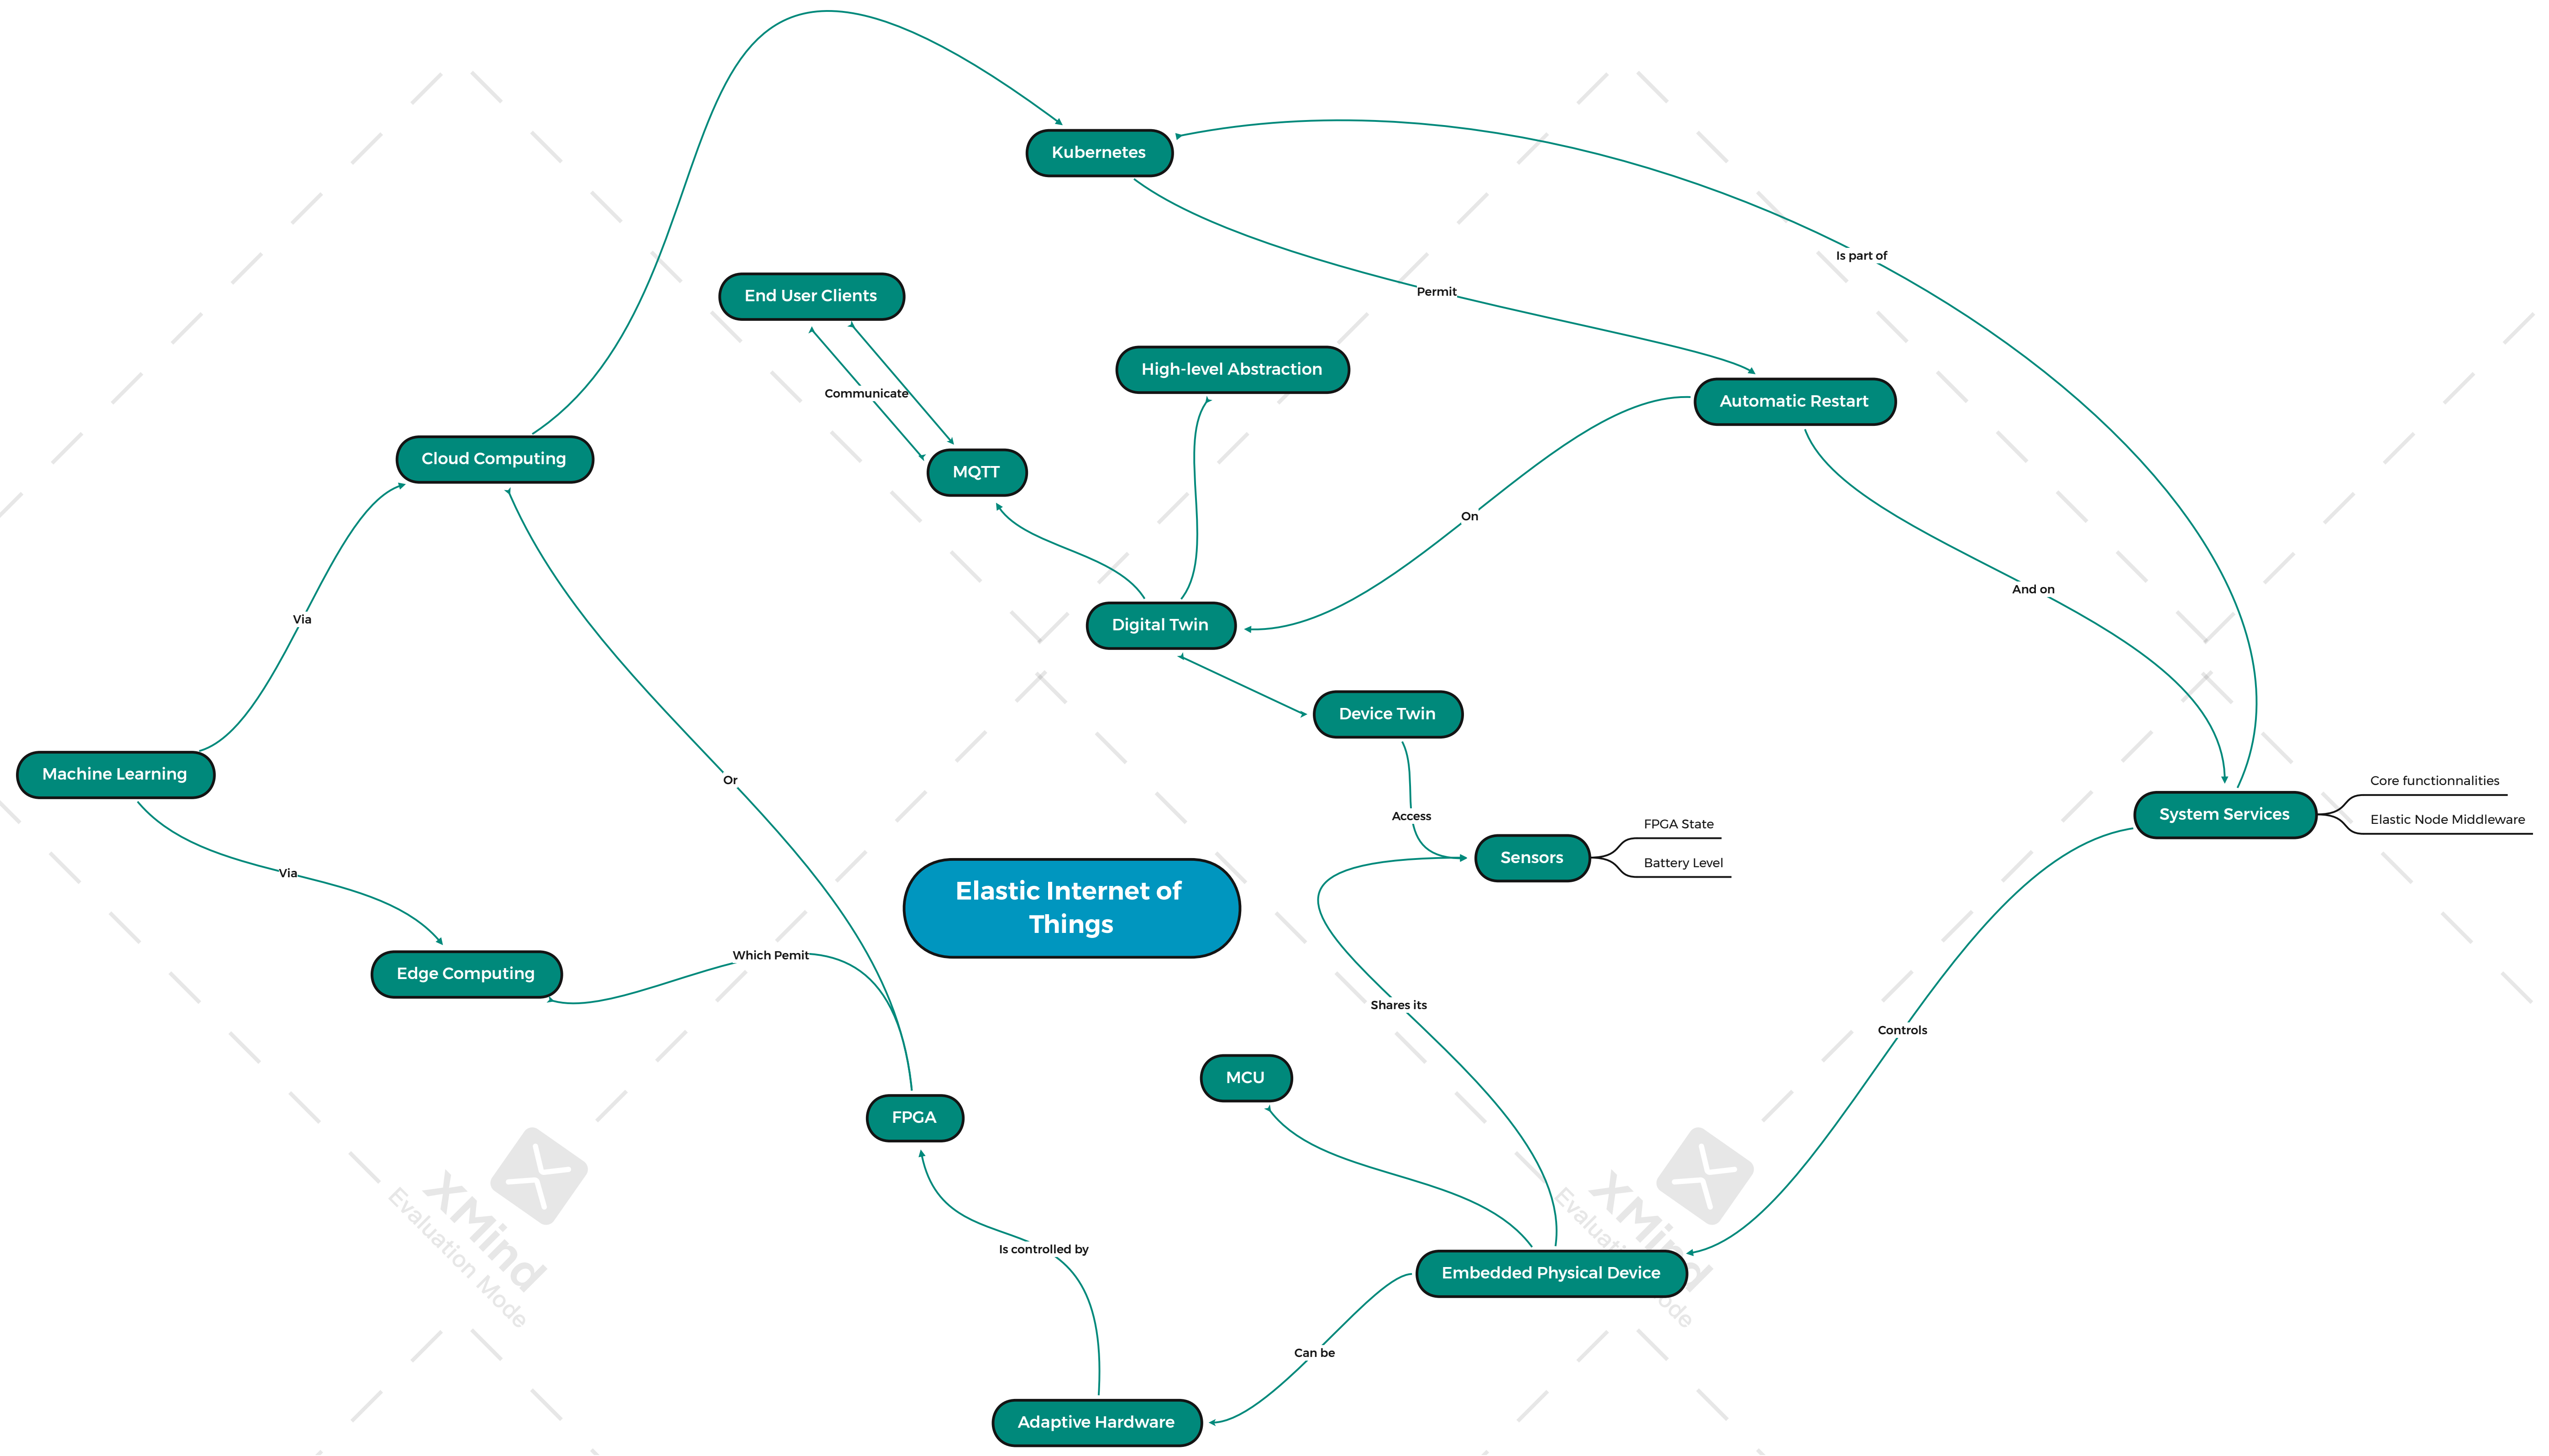 Kubernetes
Is part of
End User Clients
Permit
High-level Abstraction
Communicate
Automatic Restart
Cloud Computing
MQTT
On
And on
Via
Digital Twin
Device Twin
Machine Learning
Or
Core functionnalities
System Services
Elastic Node Middleware
Access
FPGA State
Sensors
Battery Level
Via
Elastic Internet of
Things
Which Pemit
Edge Computing
Shares its
Controls
MCU
FPGA
XMind
Evaluation Mode
XMind
Evaluation Mode
Is controlled by
Embedded Physical Device
Can be
Adaptive Hardware